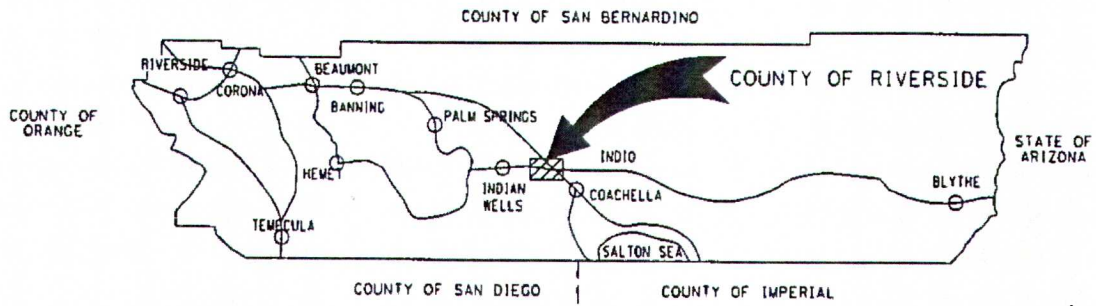 COUNTY OF SAN BERNARDINO
RIVERSIDE
BEAUMONT
COUNTY OF RIVERSIDE
CORONA
BANNING
COUNTY OF
ORANGE
PALM SPRINGS
STATE OF
ARIZONA
INDIO
HEMET
INDIAN
WELLS
COACHELLA
BLYTHE
TEMECULA
SALTON SEA
COUNTY OF SAN DIEGO
COUNTY OF IMPERIAL